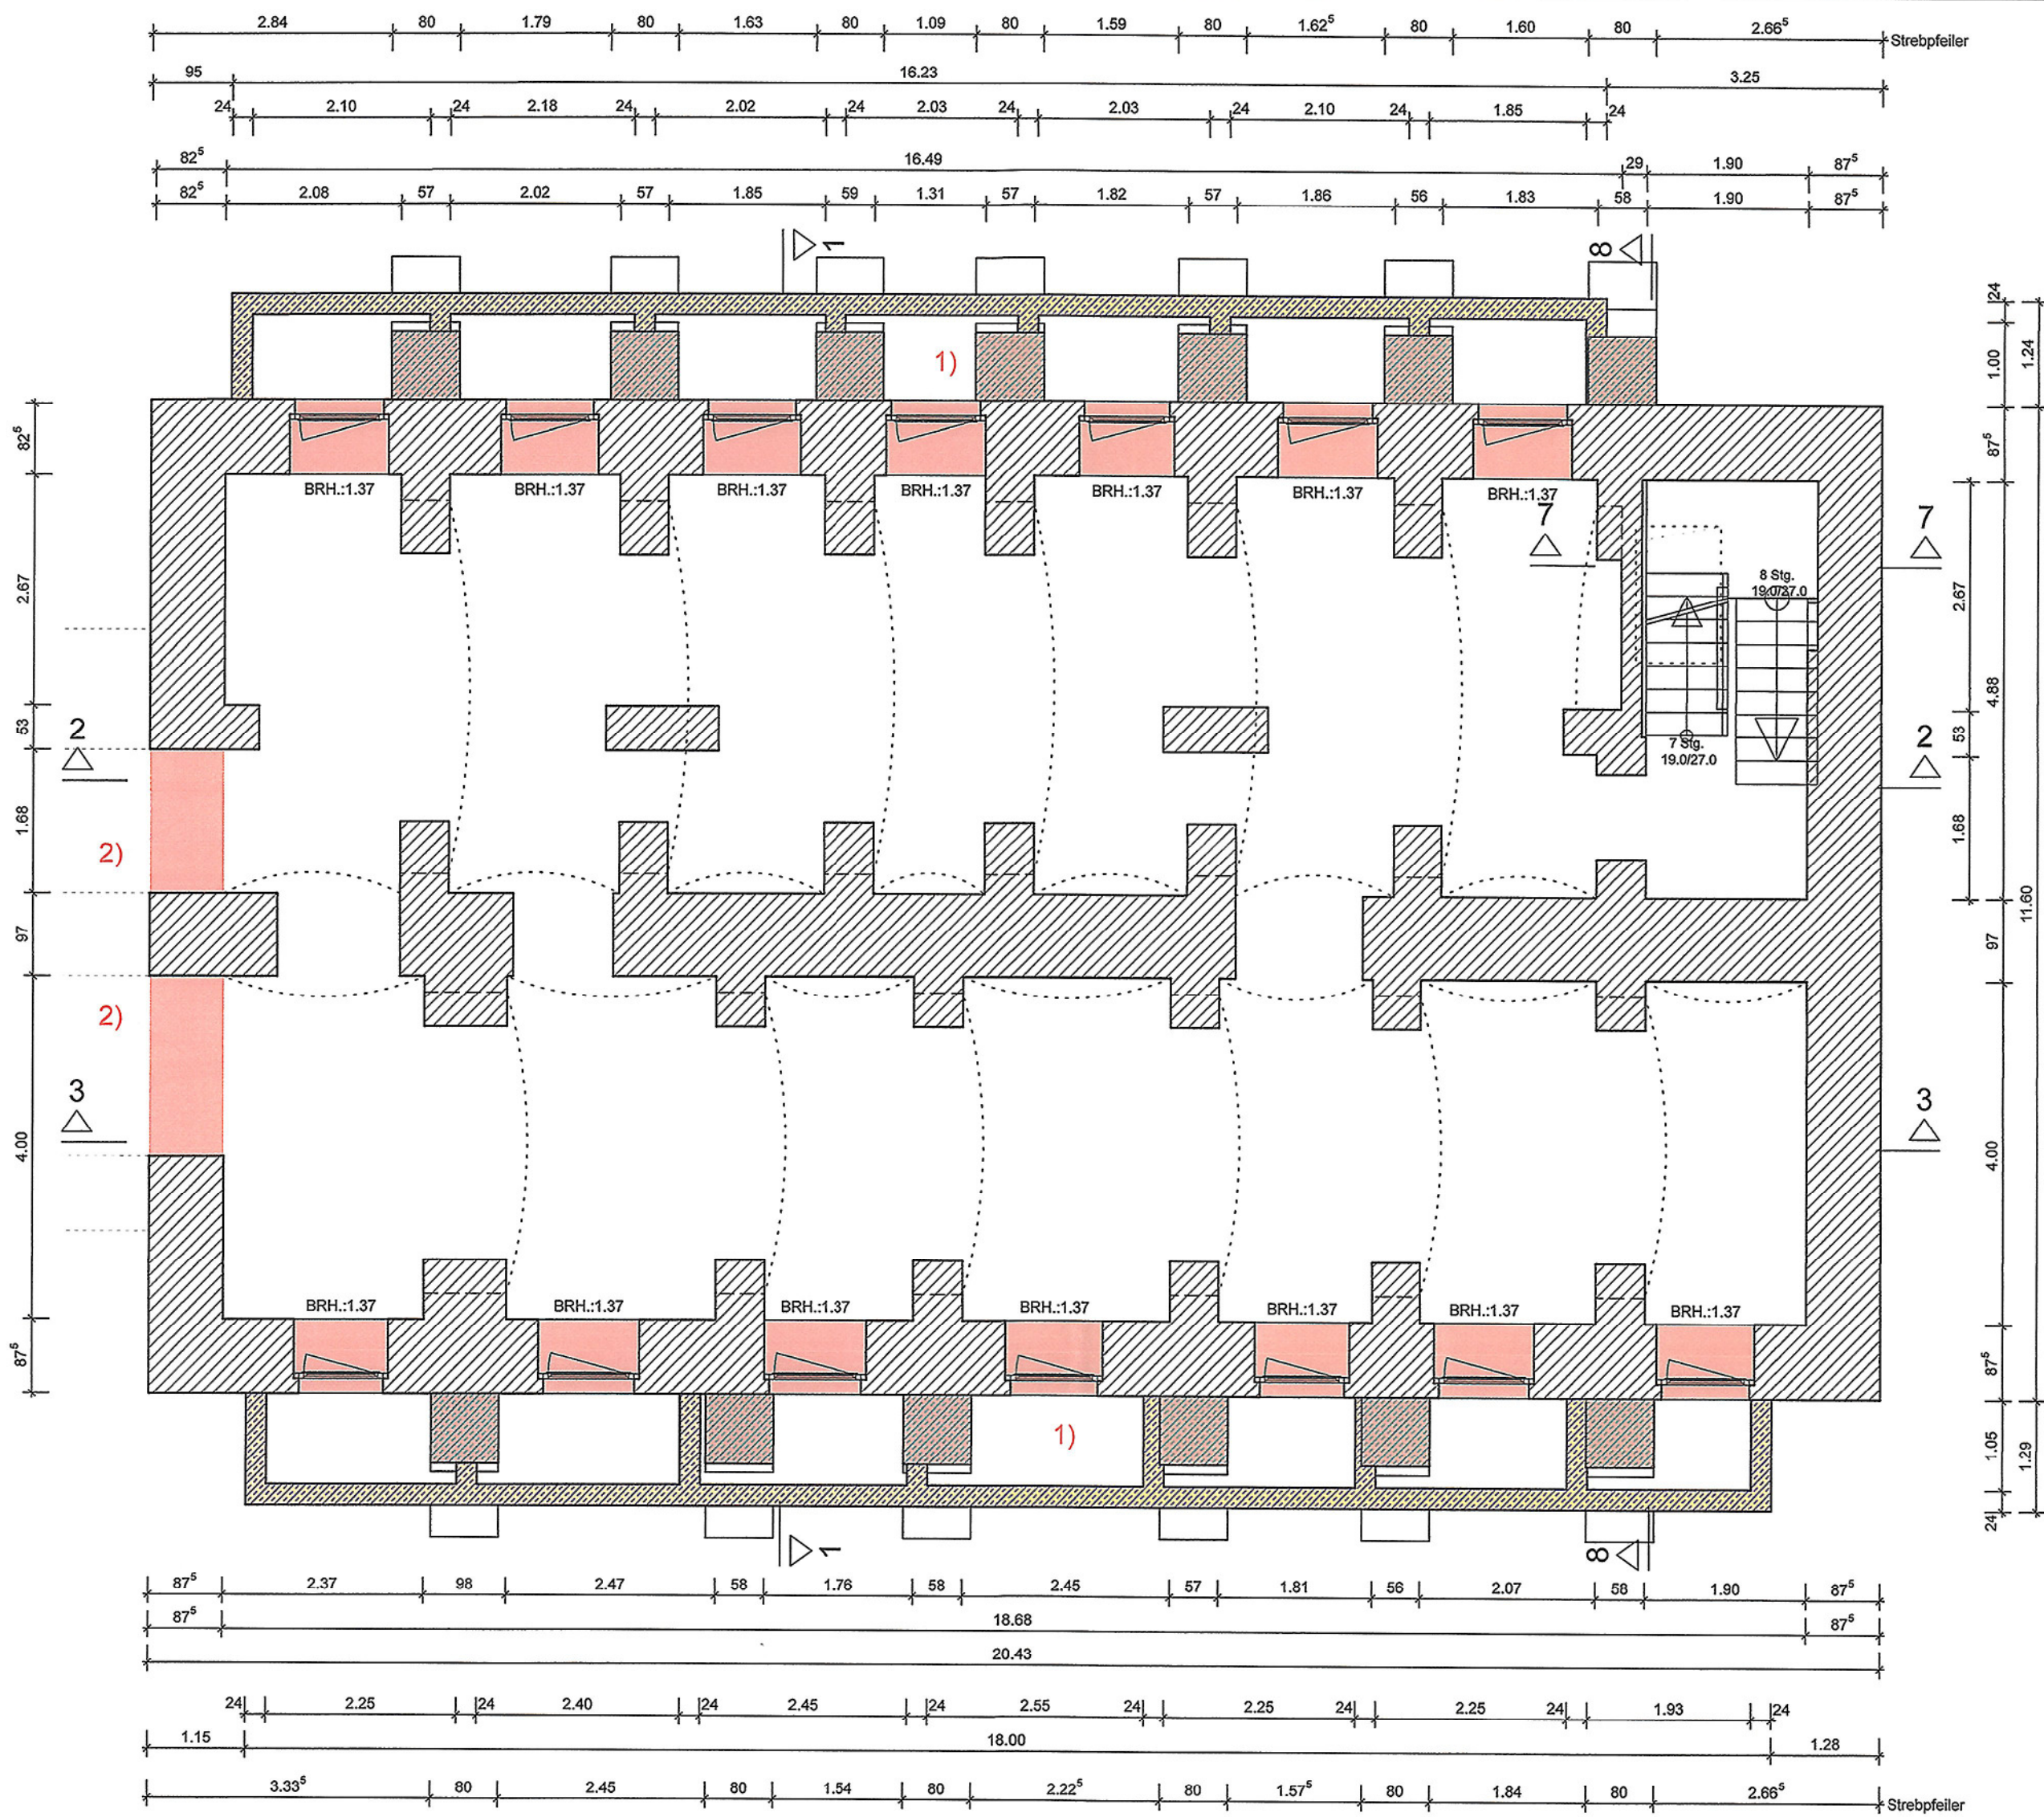 2.84 80 1.79 80 1.63 80 1.09 80 1.59 80 1.62⁵ 80 1.60 80 2.66⁵ Strebpfeiler
95 16.23 3.25
24 2.10 24 2.18 24 2.02 24 2.03 24 2.03 24 2.10 24 1.85 24
82⁵ 16.49 29 1.90 87⁵
82⁵ 2.08 57 2.02 57 1.85 59 1.31 57 1.82 57 1.86 56 1.83 58 1.90 87⁵
1 8
24
1.00 1.24
1)
82⁵ 87⁵
BRH.:1.37 BRH.:1.37 BRH.:1.37 BRH.:1.37 BRH.:1.37 BRH.:1.37 BRH.:1.37
7 7
8 Stg.
19.0/27.0
2.67 2.67
4.88
53 53
2 2
7 Stg.
19.0/27.0
1.68 1.68
2)
11.60
97 97
2)
3 3
4.00 4.00
BRH.:1.37 BRH.:1.37 BRH.:1.37 BRH.:1.37 BRH.:1.37 BRH.:1.37 BRH.:1.37
87⁵ 87⁵
1)
1.05 1.29
24
1 8
87⁵ 2.37 98 2.47 58 1.76 58 2.45 57 1.81 56 2.07 58 1.90 87⁵
87⁵ 18.68 87⁵
20.43
24 2.25 24 2.40 24 2.45 24 2.55 24 2.25 24 2.25 24 1.93 24
1.15 18.00 1.28
3.33⁵ 80 2.45 80 1.54 80 2.22⁵ 80 1.57⁵ 80 1.84 80 2.66⁵ Strebpfeiler